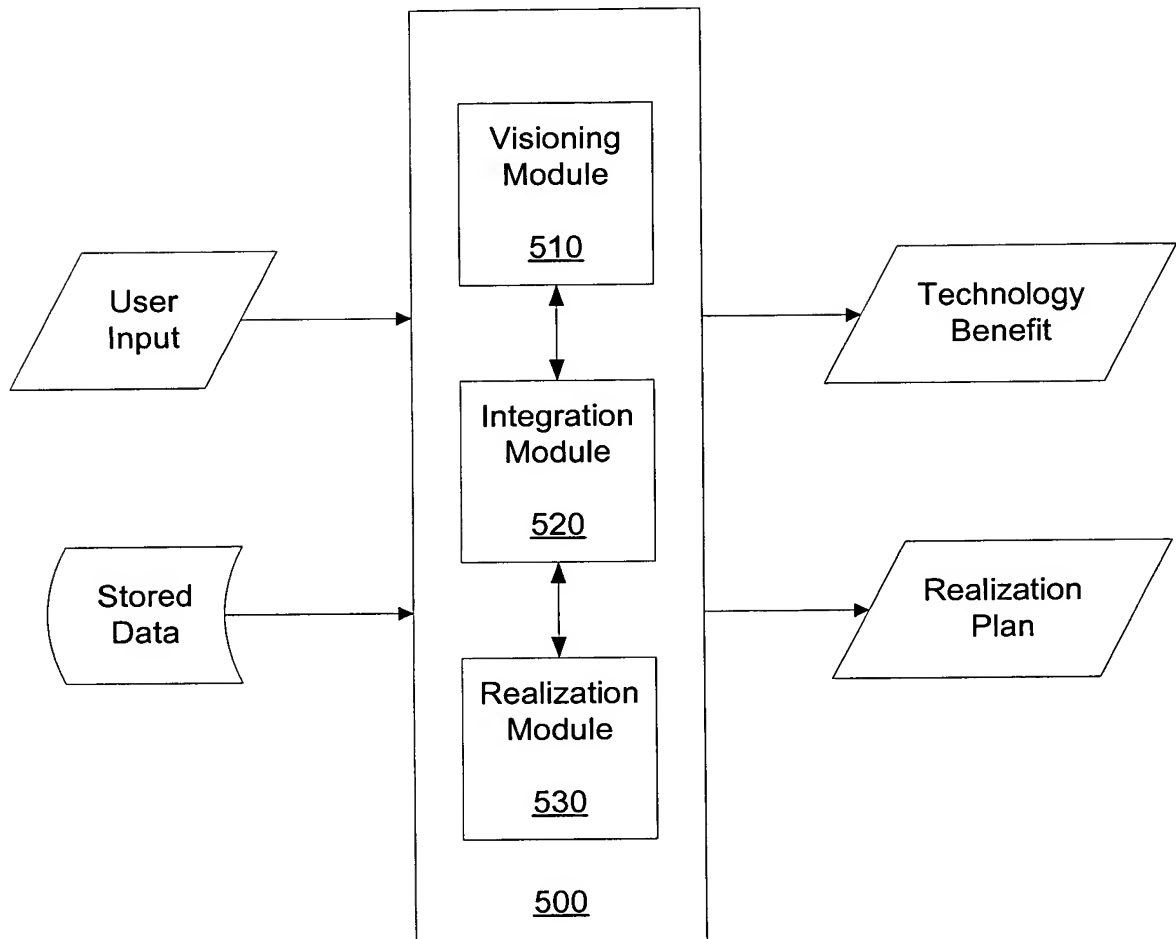 Visioning
Module
510
User
Input
Technology
Benefit
Integration
Module
520
Stored
Data
Realization
Plan
Realization
Module
530
500